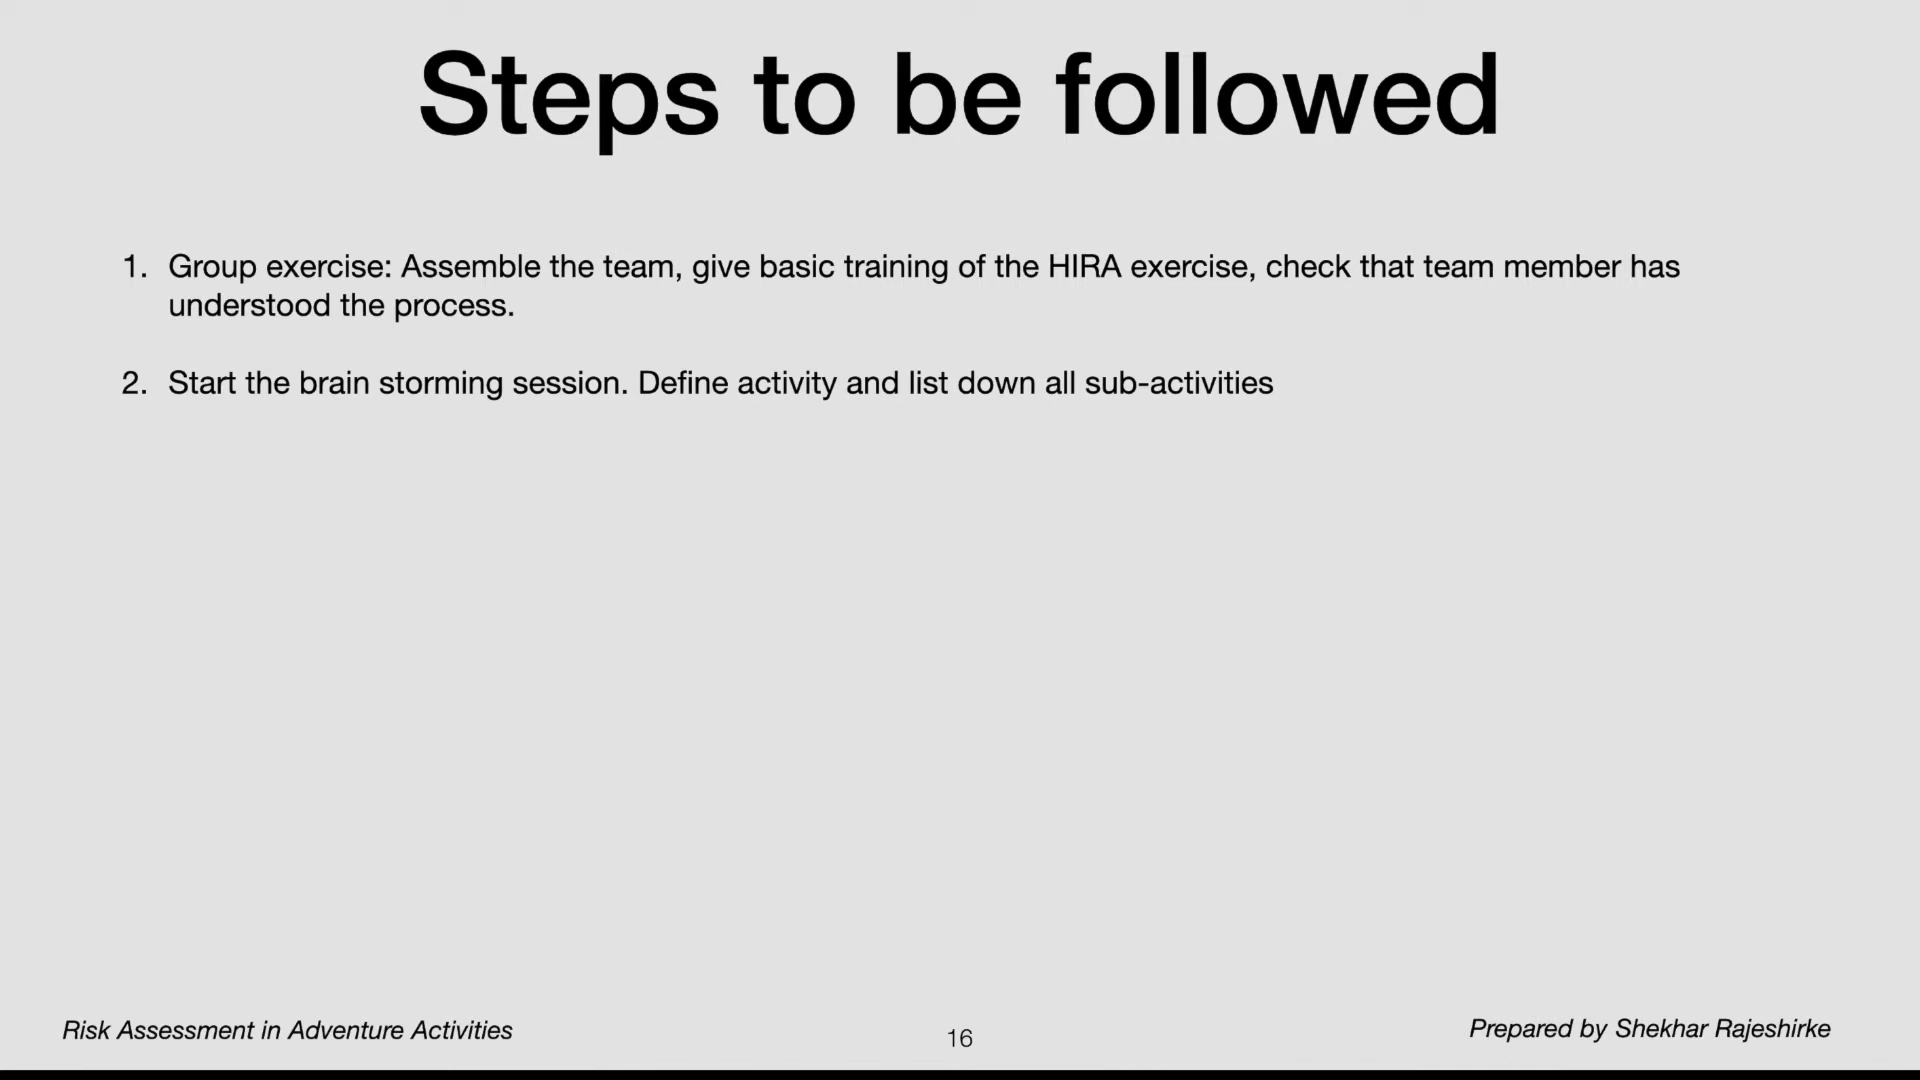 Steps to be followed
1. Group exercise: Assemble the team, give basic training of the HIRA exercise, check that team member has
understood the process.
2. Start the brain storming session. Define activity and list down all sub-activities
Risk Assessment in Adventure Activities
16
Prepared by Shekhar Rajeshirke